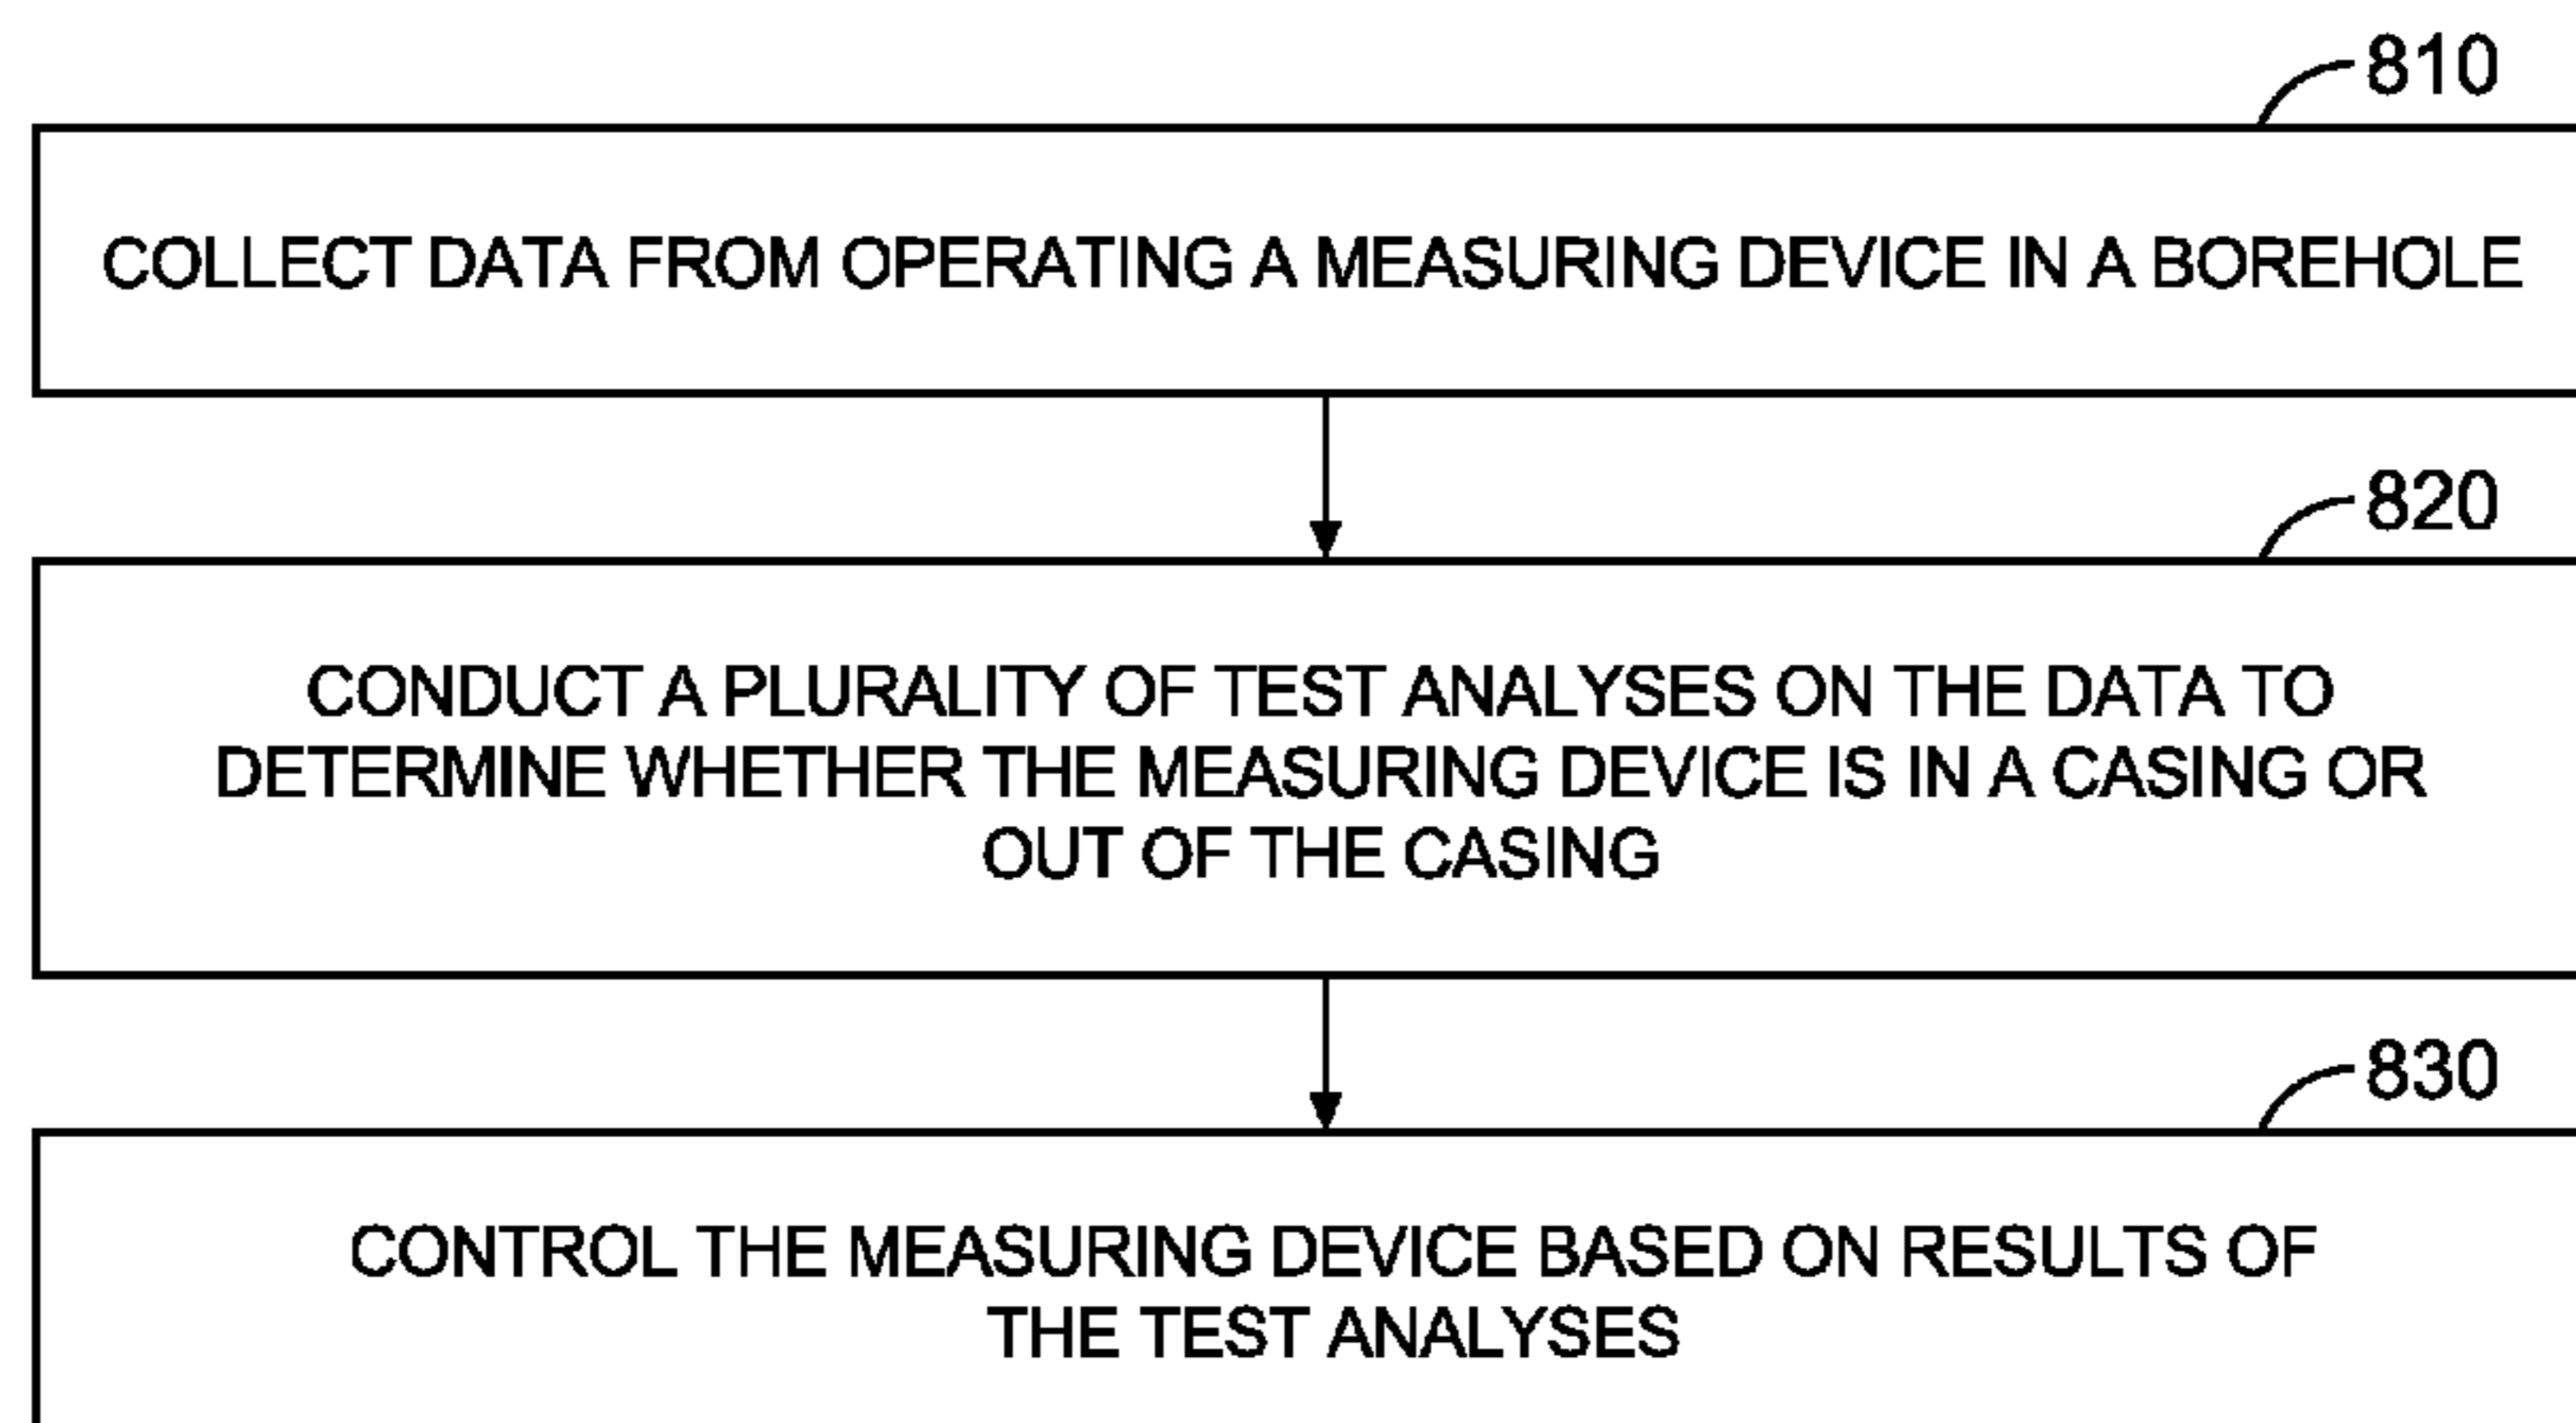 810
COLLECT DATA FROM OPERATING A MEASURING DEVICE IN A BOREHOLE
820
CONDUCT A PLURALITY OF TEST ANALYSES ON THE DATA TO
DETERMINE WHETHER THE MEASURING DEVICE IS IN A CASING OR
OUT OF THE CASING
830
CONTROL THE MEASURING DEVICE BASED ON RESULTS OF
THE TEST ANALYSES